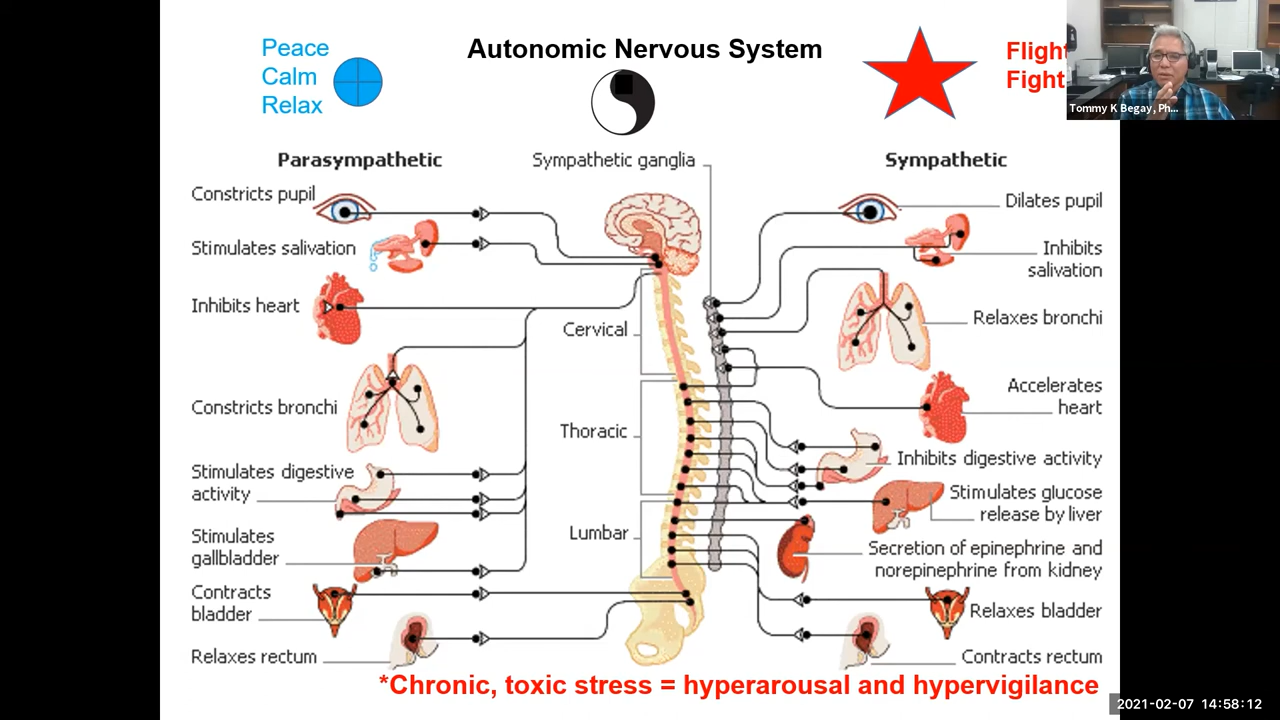 Peace
Calm
Relax
Autonomic Nervous System
Flight
Fight
Tommy K Begay, Ph...
Parasympathetic
Sympathetic ganglia
Sympathetic
Constricts pupil
Stimulates salivation
Inhibits heart
Constricts bronchi
Stimulates digestive
activity
Stimulates
gallbladder
Contracts
bladder
Relaxes rectum
Cervical
Thoracic
Lumbar
Dilates pupil
Inhibits
salivation
Relaxes bronchi
Accelerates
heart
Inhibits digestive activity
Stimulates glucose
release by liver
Secretion of epinephrine and
norepinephrine from kidney
Relaxes bladder
Contracts rectum
*Chronic, toxic stress = hyperarousal and hypervigilance
2021-02-07 14:58:12